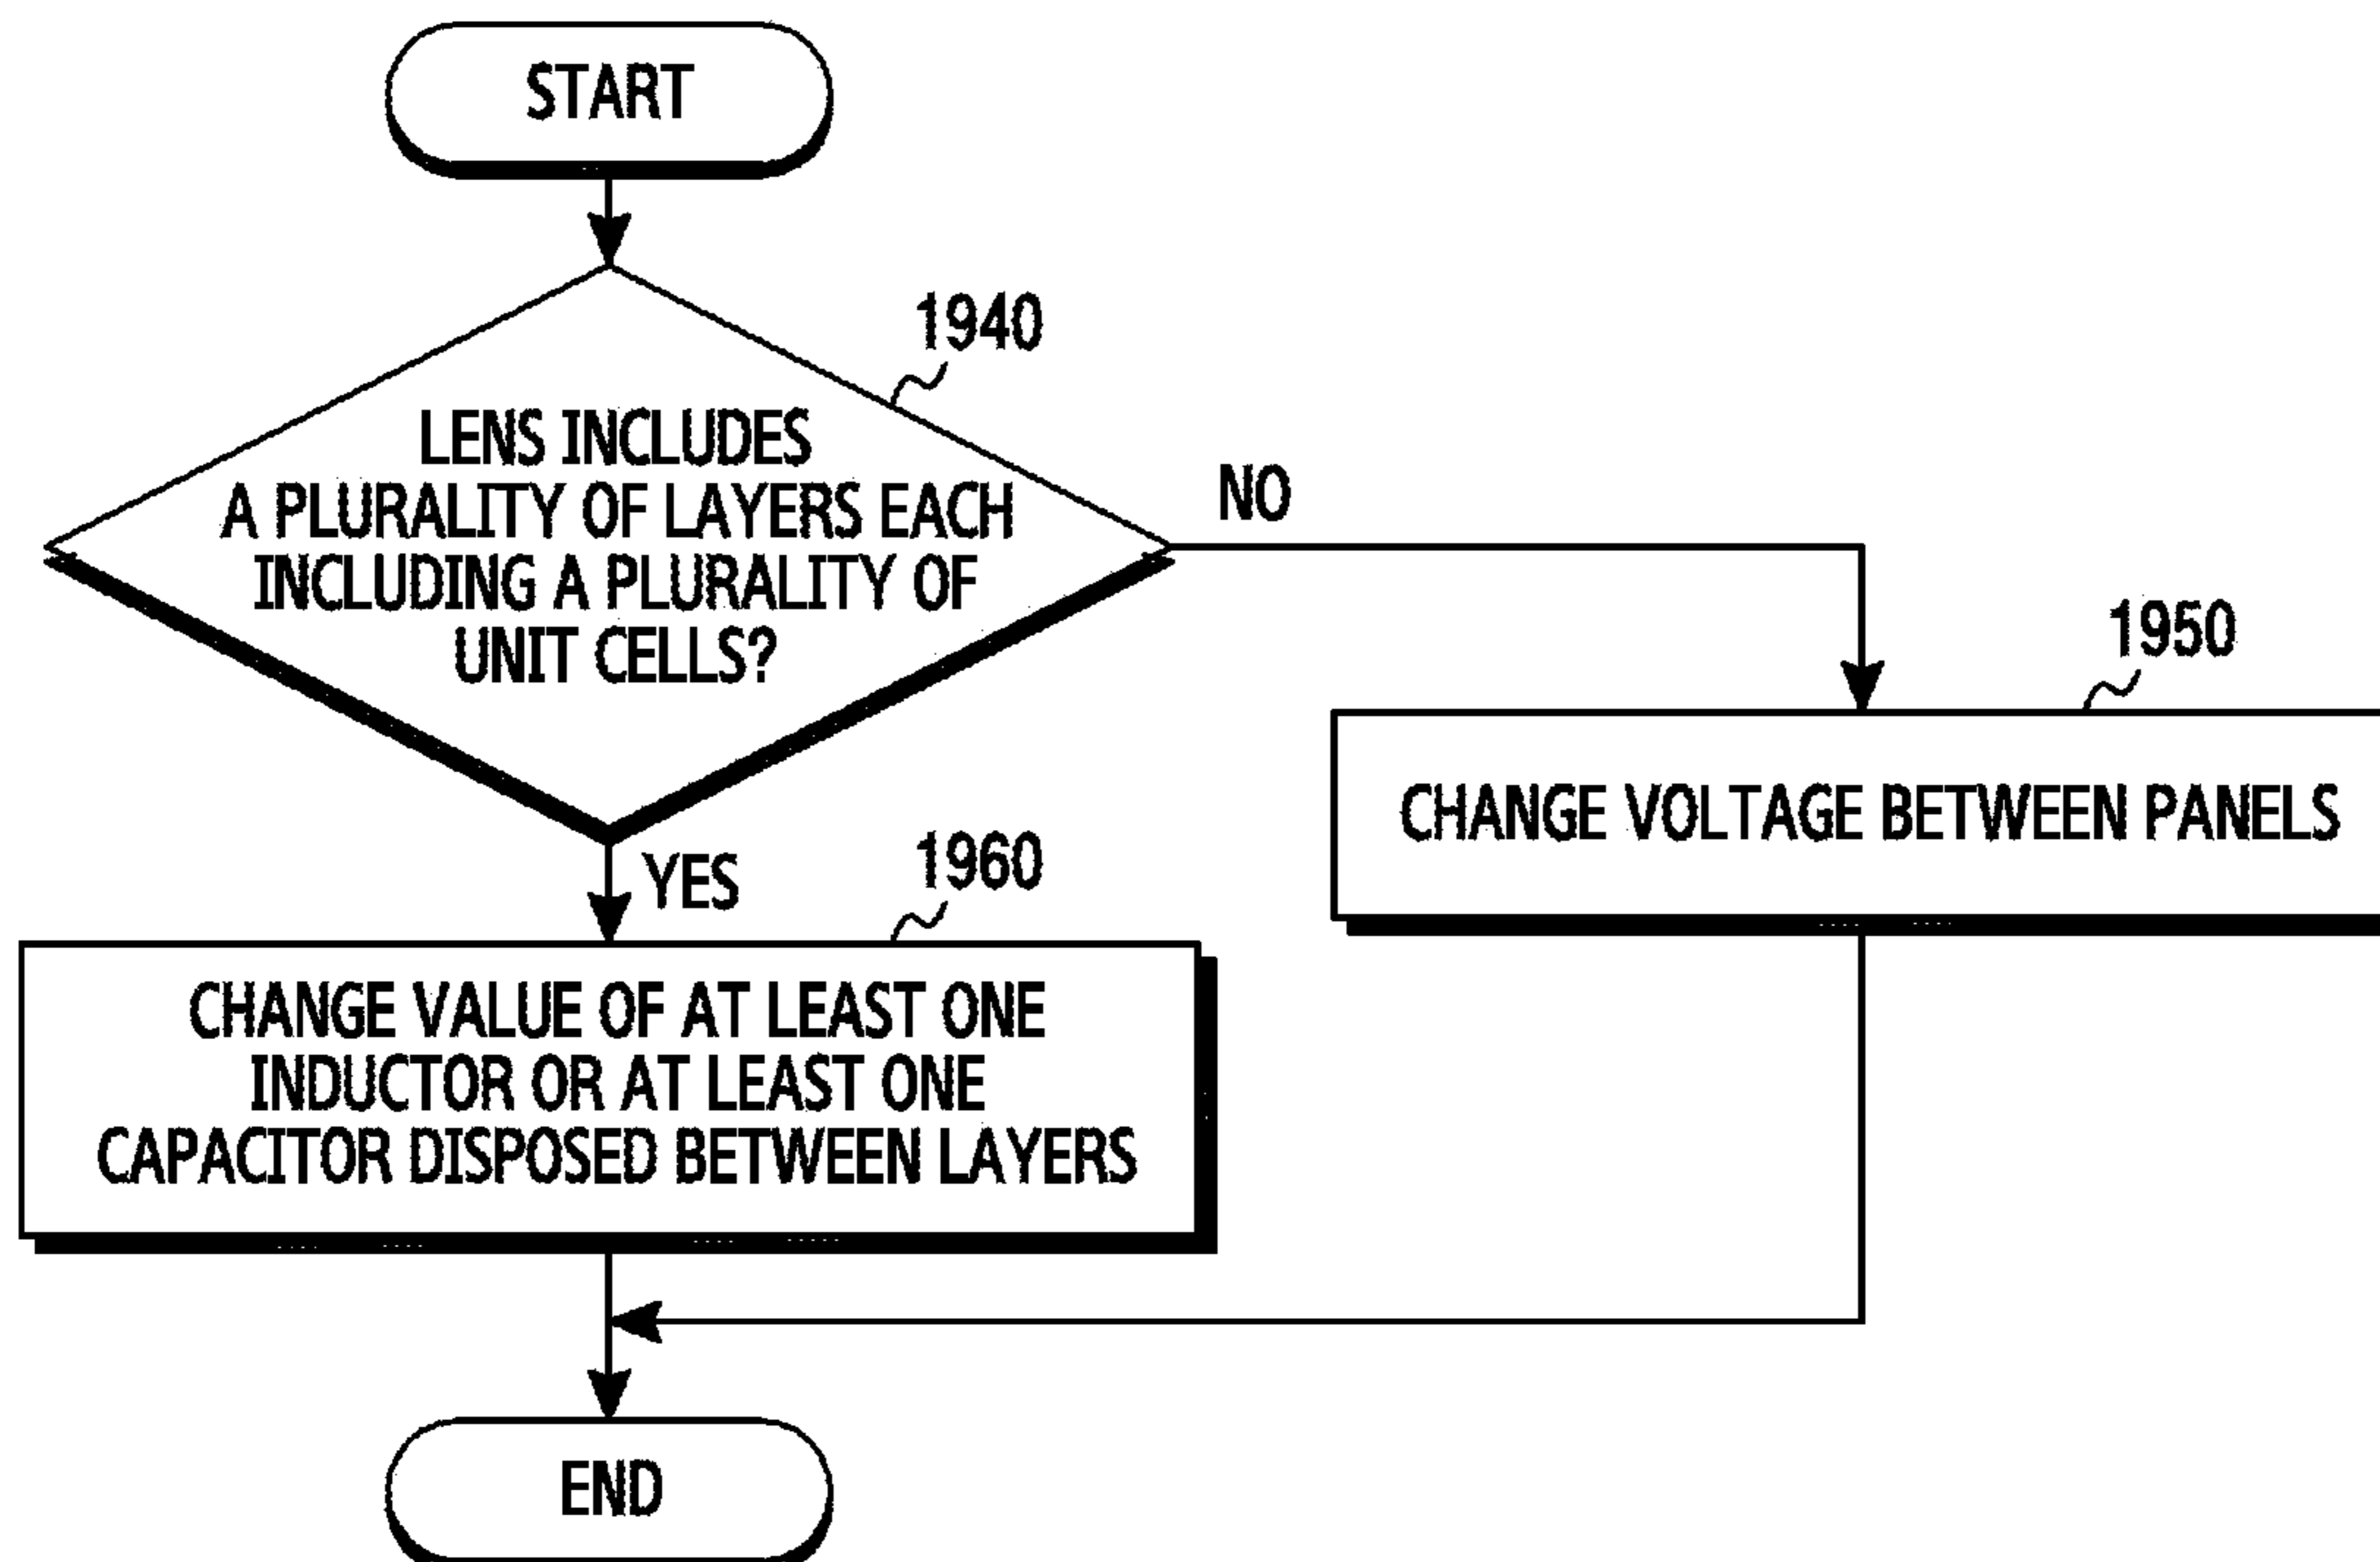 START
1940
LENS INCLUDES
A PLURALITY OF LAYERS EACH
INCLUDING A PLURALITY OF
UNIT CELLS?
NO
1950
CHANGE VOLTAGE BETWEEN PANELS
YES
1960
CHANGE VALUE OF AT LEAST ONE
INDUCTOR OR AT LEAST ONE
CAPACITOR DISPOSED BETWEEN LAYERS
END